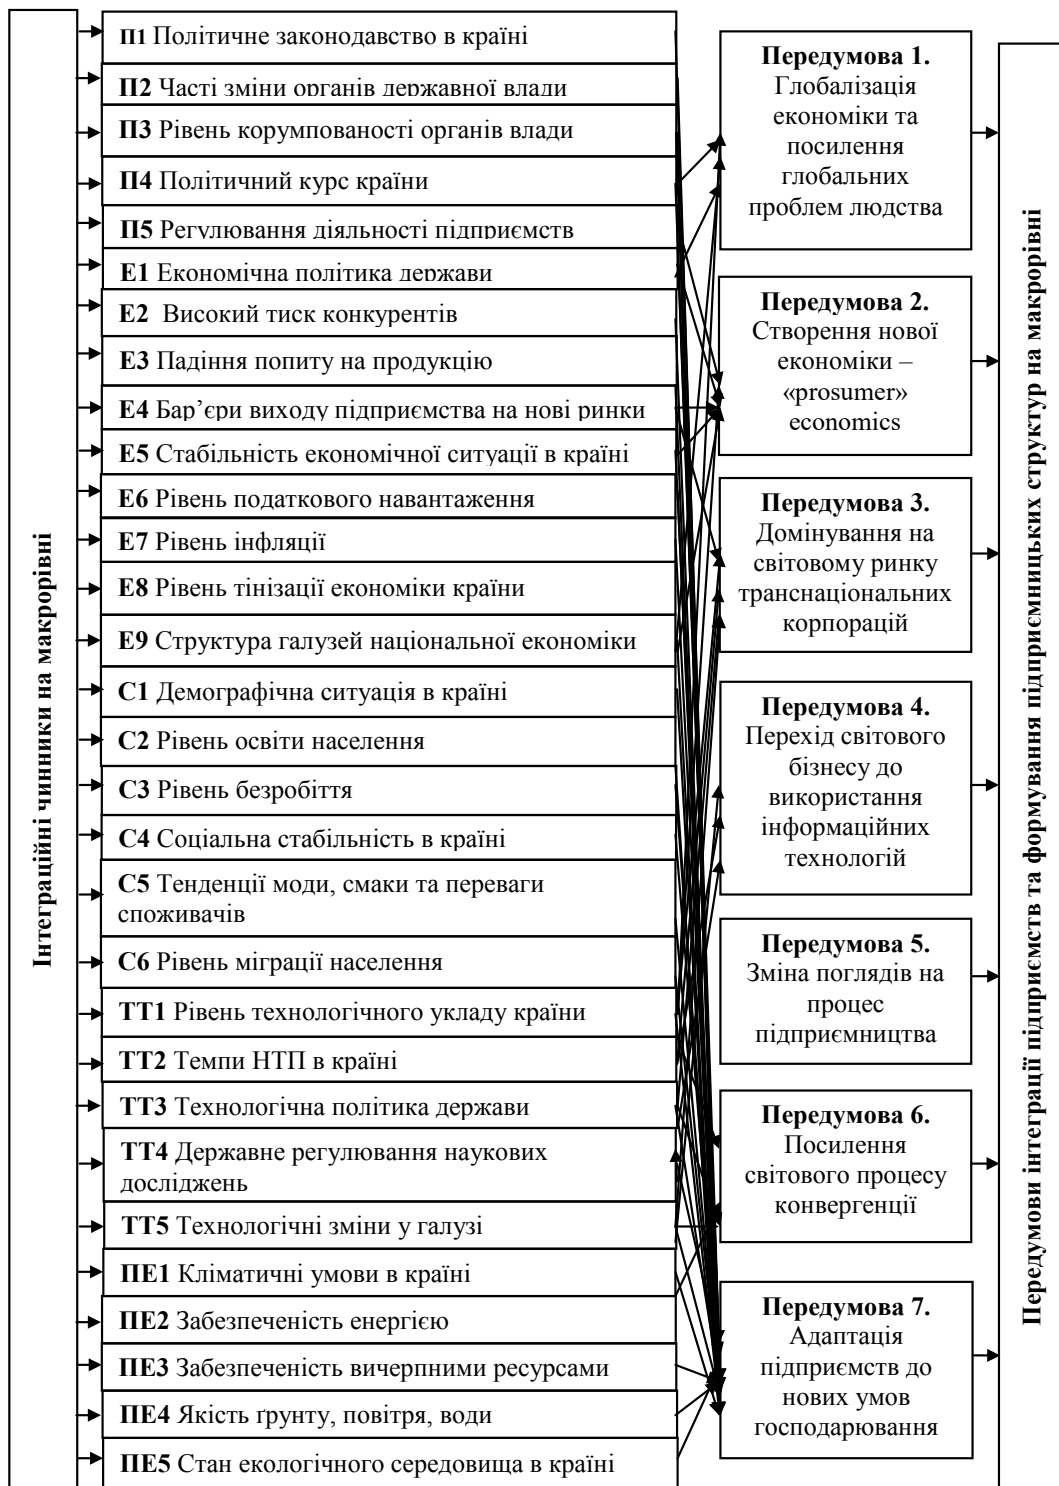 Інтеграційні чинники на макрорівні
П1 Політичне законодавство в країні
П2 Часті зміни органів державної влади
П3 Рівень корумпованості органів влади
П4 Політичний курс країни
П5 Регулювання діяльності підприємств
Е1 Економічна політика держави
Е2 Високий тиск конкурентів
Е3 Падіння попиту на продукцію
Е4 Бар’єри виходу підприємства на нові ринки
Е5 Стабільність економічної ситуації в країні
Е6 Рівень податкового навантаження
Е7 Рівень інфляції
Е8 Рівень тінізації економіки країни
Е9 Структура галузей національної економіки
С1 Демографічна ситуація в країні
С2 Рівень освіти населення
С3 Рівень безробіття
С4 Соціальна стабільність в країні
С5 Тенденції моди, смаки та переваги
споживачів
С6 Рівень міграції населення
ТТ1 Рівень технологічного укладу країни
ТТ2 Темпи НТП в країні
ТТ3 Технологічна політика держави
ТТ4 Державне регулювання наукових
досліджень
ТТ5 Технологічні зміни у галузі
ПЕ1 Кліматичні умови в країні
ПЕ2 Забезпеченість енергією
ПЕ3 Забезпеченість вичерпними ресурсами
ПЕ4 Якість ґрунту, повітря, води
ПЕ5 Стан екологічного середовища в країні
Передумова 1.
Глобалізація
економіки та
посилення
глобальних
проблем людства
Передумова 2.
Створення нової
економіки –
«prosumer»
economics
Передумова 3.
Домінування на
світовому ринку
транснаціональних
корпорацій
Передумова 4.
Перехід світового
бізнесу до
використання
інформаційних
технологій
Передумова 5.
Зміна поглядів на
процес
підприємництва
Передумова 6.
Посилення
світового процесу
конвергенції
Передумова 7.
Адаптація
підприємств до
нових умов
господарювання
Передумови інтеграції підприємств та формування підприємницьких структур на макрорівні